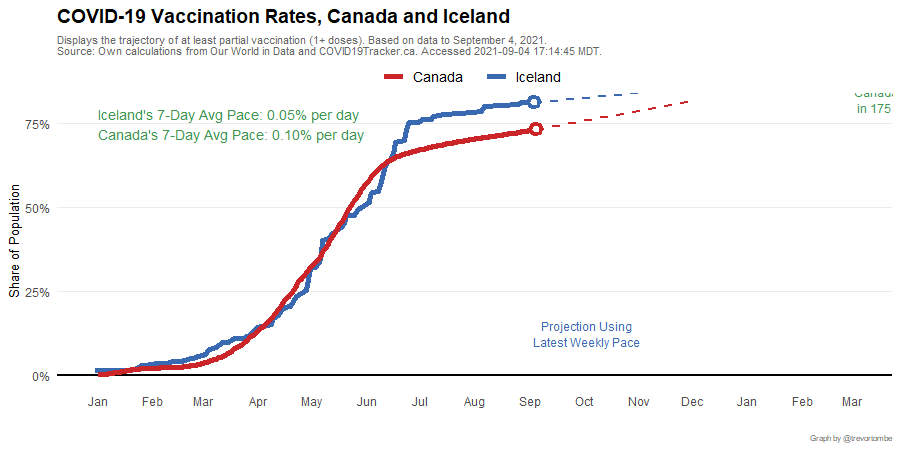 COVID-19 Vaccination Rates, Canada and Iceland
Displays the trajectory of at least partial vaccination (1+ doses). Based on data to September 4, 2021.
Source: Own calculations from Our World in Data and COVID19Tracker.ca. Accessed 2021-09-04 17:14:45 MDT.
Canada Iceland
Canada
in 175
Iceland's 7-Day Avg Pace: 0.05% per day
Canada's 7-Day Avg Pace: 0.10% per day
75%
50%
25%
0%
Share of Population
Projection Using
Latest Weekly Pace
Jan Feb Mar Apr May Jun Jul Aug Sep Oct Nov Dec Jan Feb Mar
Graph by @trevortombe